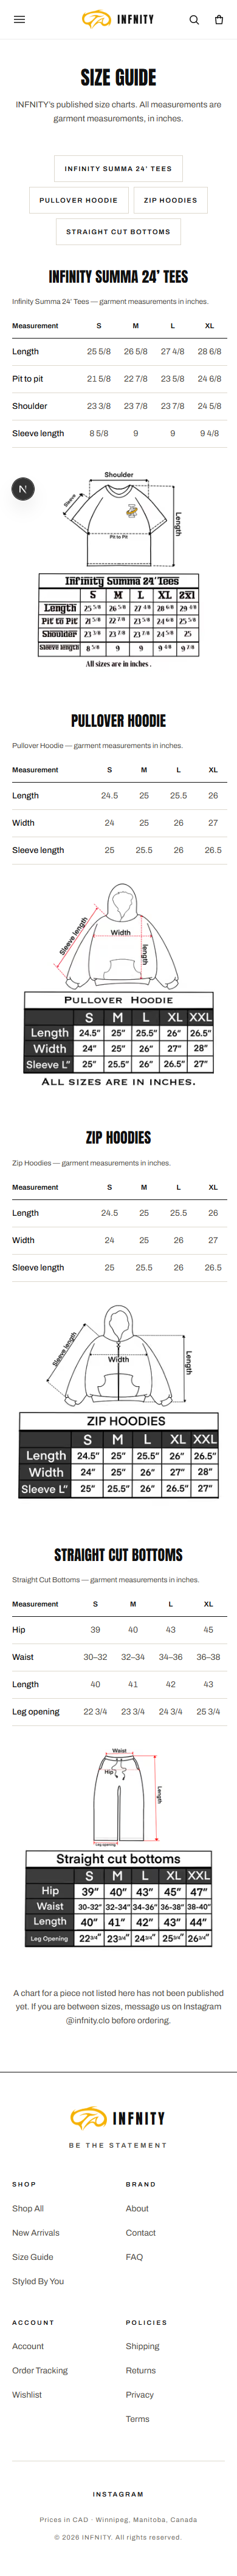 INFNITY
SIZE GUIDE
INFNITY's published size charts. All measurements are
garment measurements, in inches.
INFINITY SUMMA 24' TEES
PULLOVER HOODIE
ZIP HOODIES
STRAIGHT CUT BOTTOMS
INFINITY SUMMA 24' TEES
Infinity Summa 24' Tees — garment measurements in inches.
Measurement S M L XL
Length 25 5/8 26 5/8 27 4/8 28 6/8
Pit to pit 21 5/8 22 7/8 23 5/8 24 6/8
Shoulder 23 3/8 23 7/8 23 7/8 24 5/8
Sleeve length 8 5/8 9 9 9 4/8
N
Shoulder
Sleeve
Length
Pit to Pit
Infinity Summa 24'Tees
S M L XL 2xl
Length 25 5/8 26 5/8 27 4/8 28 6/8 29 4/8
Pit to Pit 21 5/8 22 7/8 23 5/8 24 6/8 25 5/8
Shoulder 23 3/8 23 7/8 23 7/8 24 5/8 25
Sleeve length 8 5/8 9 9 9 4/8 9 7/8
All sizes are in inches .
PULLOVER HOODIE
Pullover Hoodie — garment measurements in inches.
Measurement S M L XL
Length 24.5 25 25.5 26
Width 24 25 26 27
Sleeve length 25 25.5 26 26.5
Sleeve length
Width
length
PULLOVER HOODIE
S M L XL XXL
Length 24.5" 25" 25.5" 26" 26.5"
Width 24" 25" 26" 27" 28"
Sleeve L" 25" 25.5" 26" 26.5" 27"
ALL SIZES ARE IN INCHES.
ZIP HOODIES
Zip Hoodies — garment measurements in inches.
Measurement S M L XL
Length 24.5 25 25.5 26
Width 24 25 26 27
Sleeve length 25 25.5 26 26.5
Sleeve length
Width
Length
ZIP HOODIES
S M L XL XXL
Length 24.5" 25" 25.5" 26" 26.5"
Width 24" 25" 26" 27" 28"
Sleeve L" 25" 25.5" 26" 26.5" 27"
STRAIGHT CUT BOTTOMS
Straight Cut Bottoms — garment measurements in inches.
Measurement S M L XL
Hip 39 40 43 45
Waist 30–32 32–34 34–36 36–38
Length 40 41 42 43
Leg opening 22 3/4 23 3/4 24 3/4 25 3/4
Waist
Hip
Length
Leg opening
Straight cut bottoms
S M L XL XXL
Hip 39" 40" 43" 45" 47"
Waist 30-32" 32-34" 34-36" 36-38" 38-40"
Length 40" 41" 42" 43" 44"
Leg Opening 22 3/4" 23 3/4" 24 3/4" 25 3/4" 26 3/4"
A chart for a piece not listed here has not been published
yet. If you are between sizes, message us on Instagram
@infnity.clo before ordering.
INFNITY
BE THE STATEMENT
SHOP
Shop All
New Arrivals
Size Guide
Styled By You
BRAND
About
Contact
FAQ
ACCOUNT
Account
Order Tracking
Wishlist
POLICIES
Shipping
Returns
Privacy
Terms
INSTAGRAM
Prices in CAD · Winnipeg, Manitoba, Canada
© 2026 INFNITY. All rights reserved.